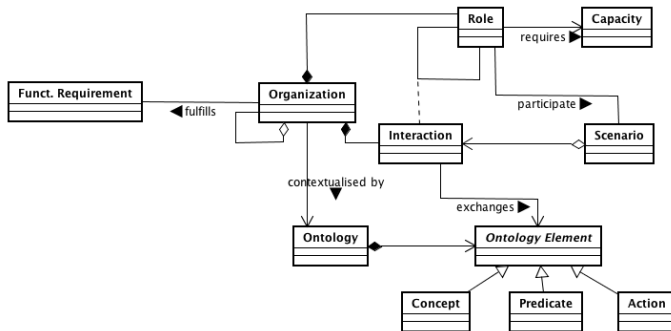 Role
Capacity
requires ▶
Funct. Requirement
Organization
◀ fulfills
participate ▶
Interaction
Scenario
contextualised by
▼
exchanges ▶
Ontology
Ontology Element
Concept
Predicate
Action